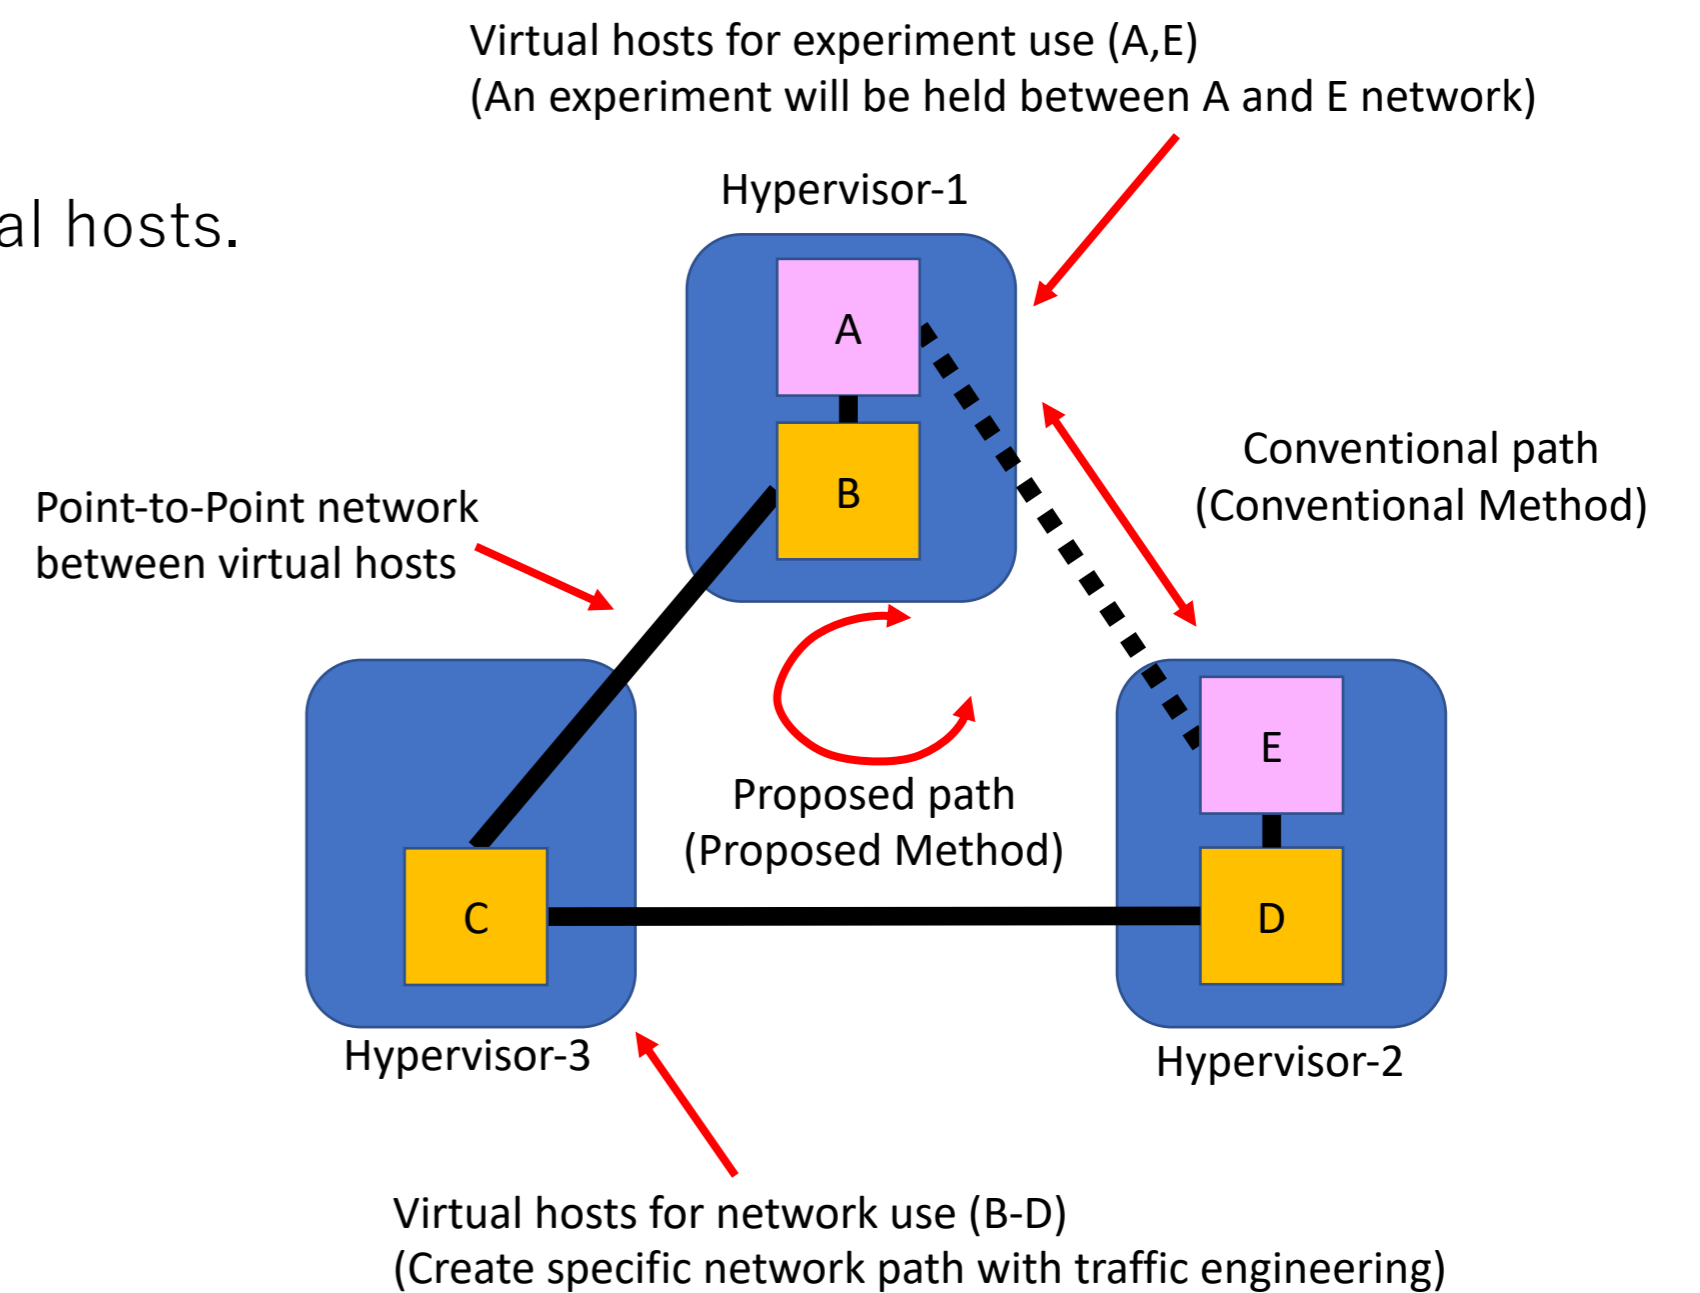 Virtual hosts for experiment use (A,E)
(An experiment will be held between A and E network)
al hosts.
Hypervisor-1
A
B
Conventional path
(Conventional Method)
Point-to-Point network
between virtual hosts
E
Proposed path
(Proposed Method)
C
D
Hypervisor-3
Hypervisor-2
Virtual hosts for network use (B-D)
(Create specific network path with traffic engineering)